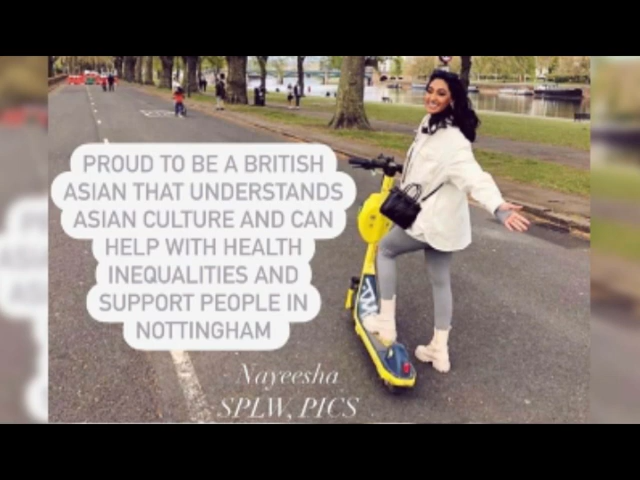 PROUD TO BE A BRITISH
ASIAN THAT UNDERSTANDS
ASIAN CULTURE AND CAN
HELP WITH HEALTH
INEQUALITIES AND
SUPPORT PEOPLE IN
NOTTINGHAM
Nayeesha
SPLW, PICS